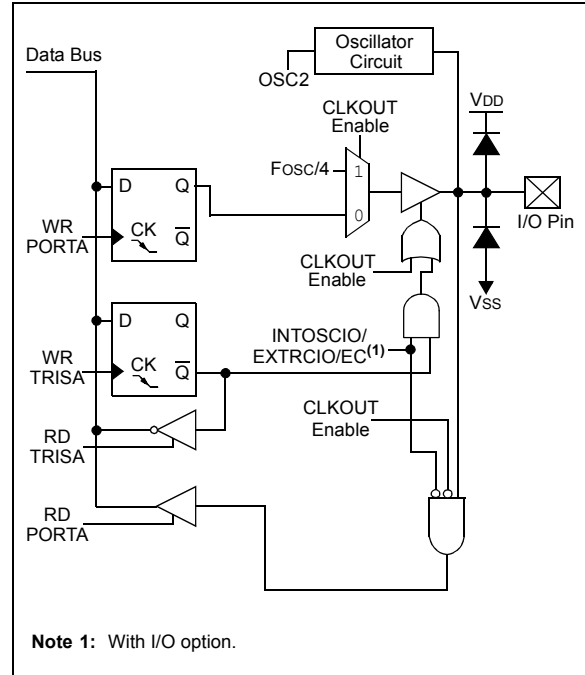 Oscillator
Circuit
Data Bus
OSC2
VDD
CLKOUT
Enable
FOSC/4
1
D Q
0
I/O Pin
WR
PORTA
CK Q
CLKOUT
Enable
VSS
D Q
INTOSCIO/
EXTRCIO/EC(1)
WR
TRISA
CK Q
CLKOUT
Enable
RD
TRISA
RD
PORTA
Note 1: With I/O option.